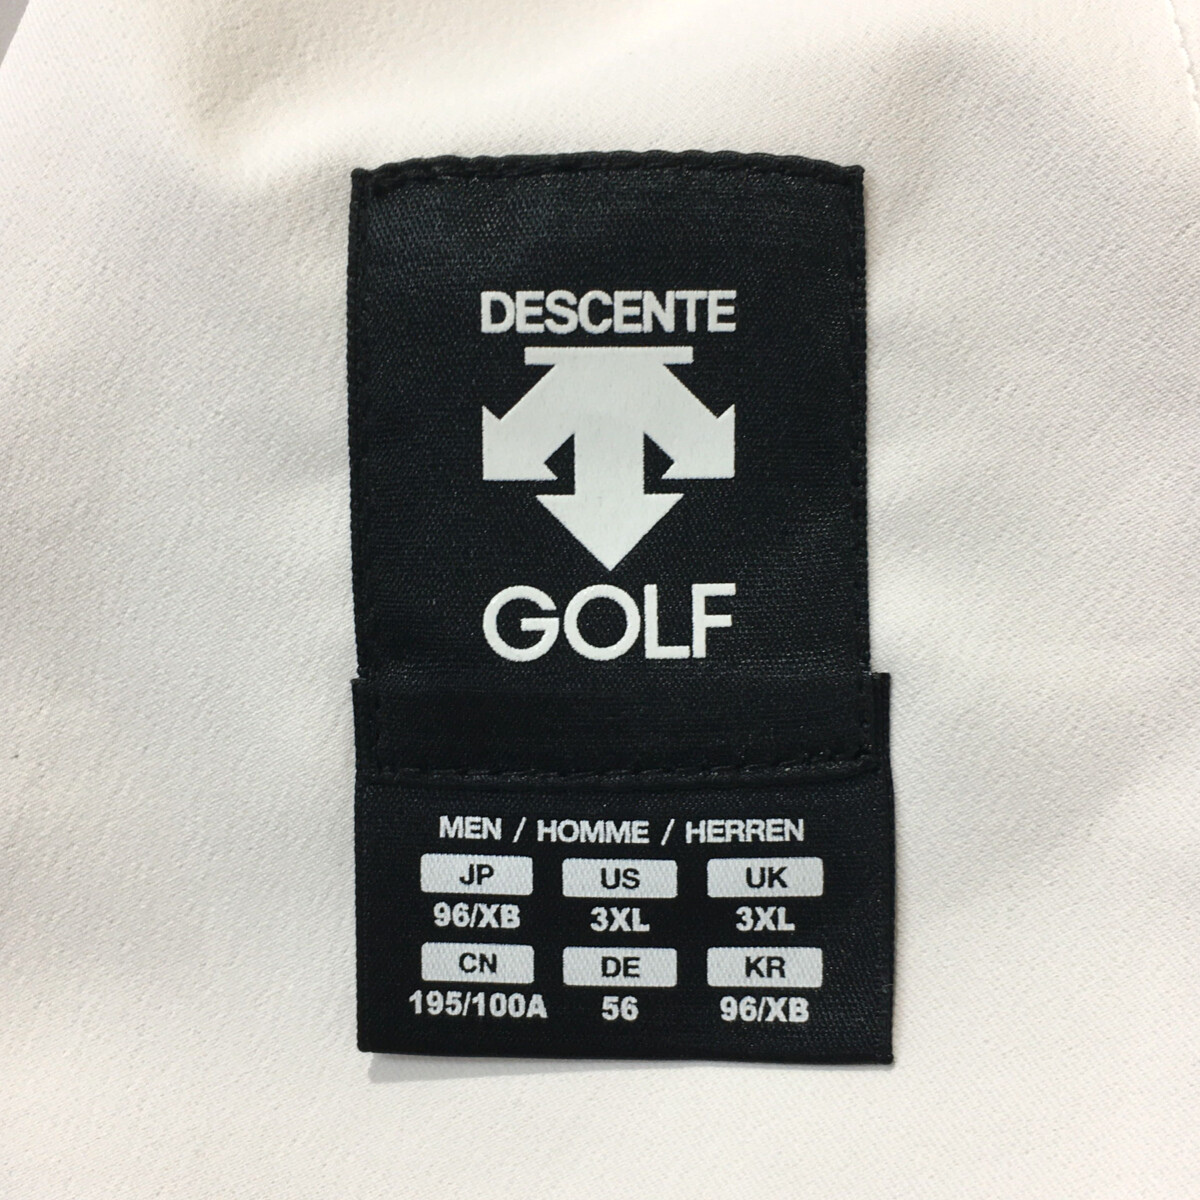 DESCENTE
GOLF
MEN / HOMME / HERREN
JP US UK
96/XB 3XL 3XL
CN DE KR
195/100A 56 96/XB